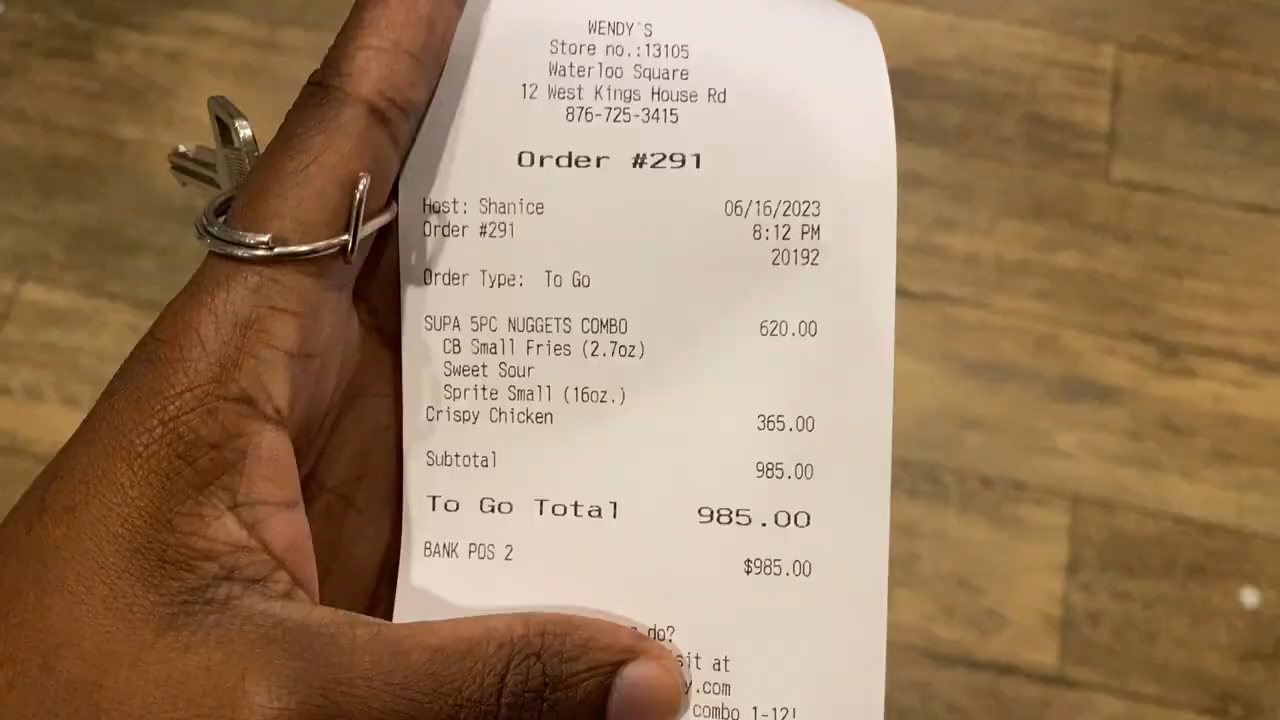 WENDY`S
Store no.:13105
Waterloo Square
12 West Kings House Rd
876-725-3415
Order #291
Host: Shanice 06/16/2023
Order #291 8:12 PM
20192
Order Type: To Go
SUPA 5PC NUGGETS COMBO 620.00
CB Small Fries (2.7oz)
Sweet Sour
Sprite Small (16oz.)
Crispy Chicken 365.00
Subtotal 985.00
To Go Total 985.00
BANK POS 2 $985.00
do?
at
.com
combo 1-12!